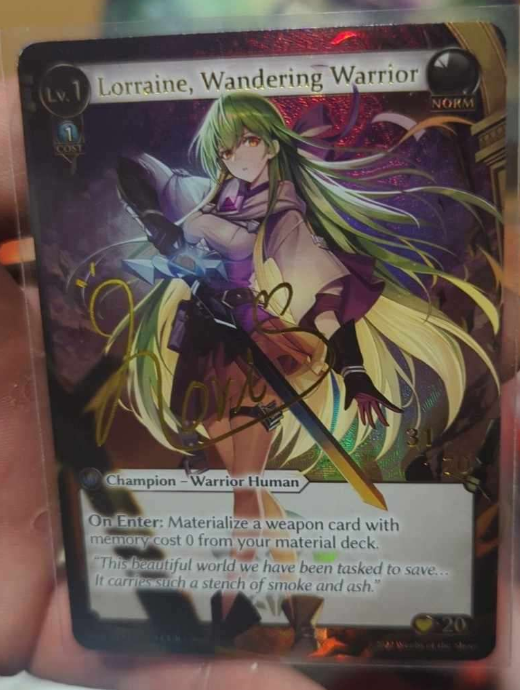 Lv.1
Lorraine, Wandering Warrior
NORM
1
COST
31
Champion – Warrior Human
On Enter: Materialize a weapon card with
memory cost 0 from your material deck.
"This beautiful world we have been tasked to save...
It carries such a stench of smoke and ash."
20